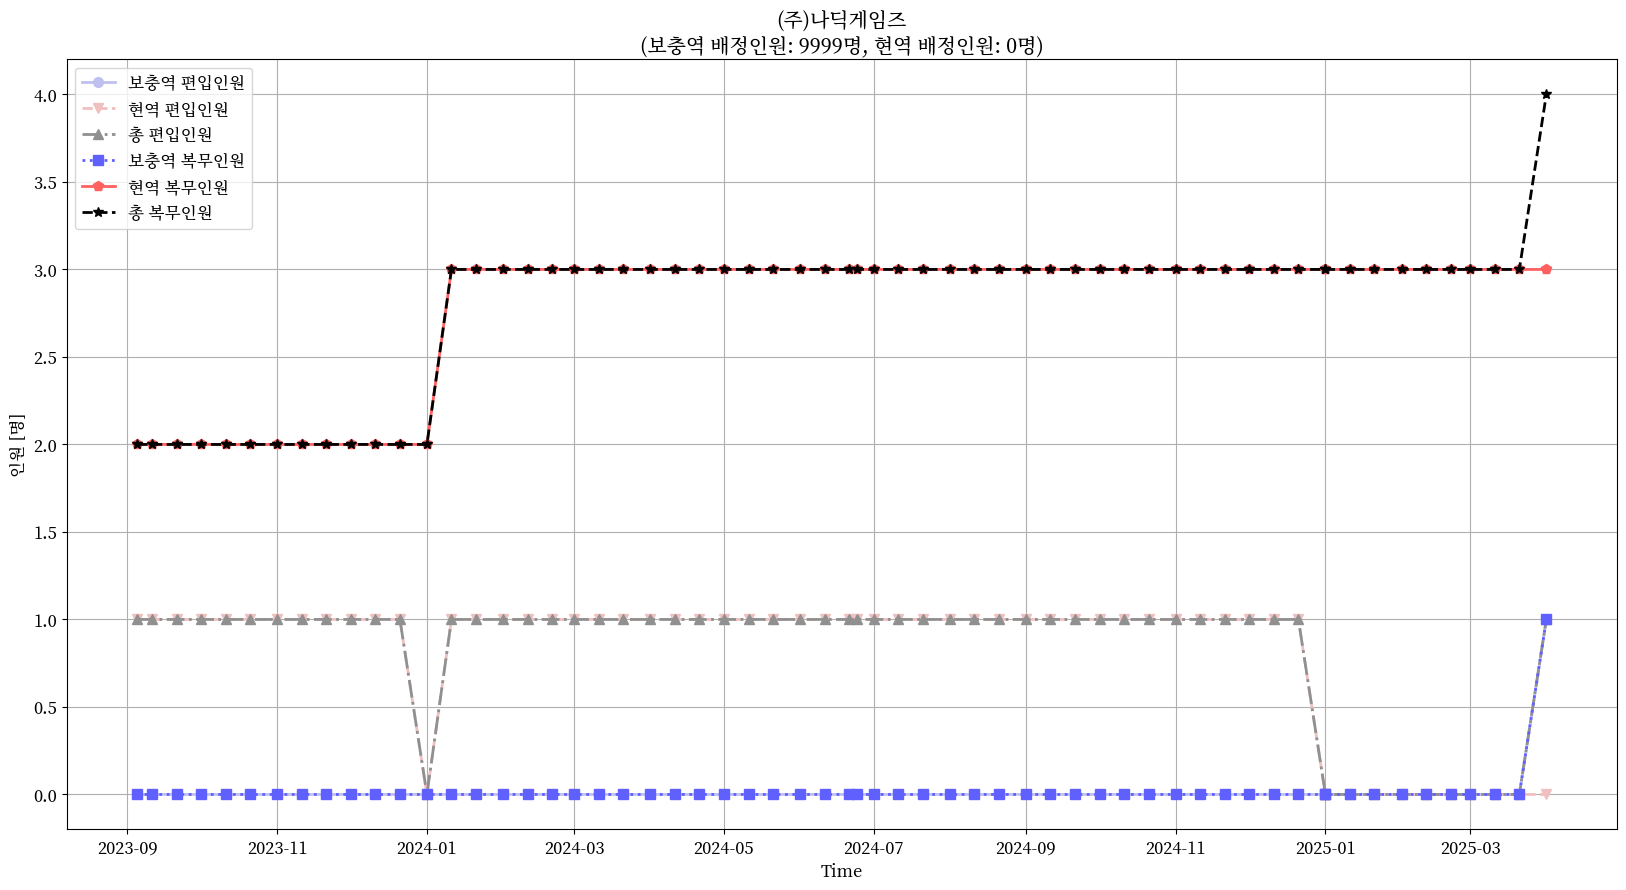 (주)나딕게임즈
(보충역 배정인원: 9999명, 현역 배정인원: 0명)
보충역 편입인원
현역 편입인원
총 편입인원
보충역 복무인원
현역 복무인원
총 복무인원
인원 [명]
4.0
3.5
3.0
2.5
2.0
1.5
1.0
0.5
0.0
2023-09 2023-11 2024-01 2024-03 2024-05 2024-07 2024-09 2024-11 2025-01 2025-03
Time